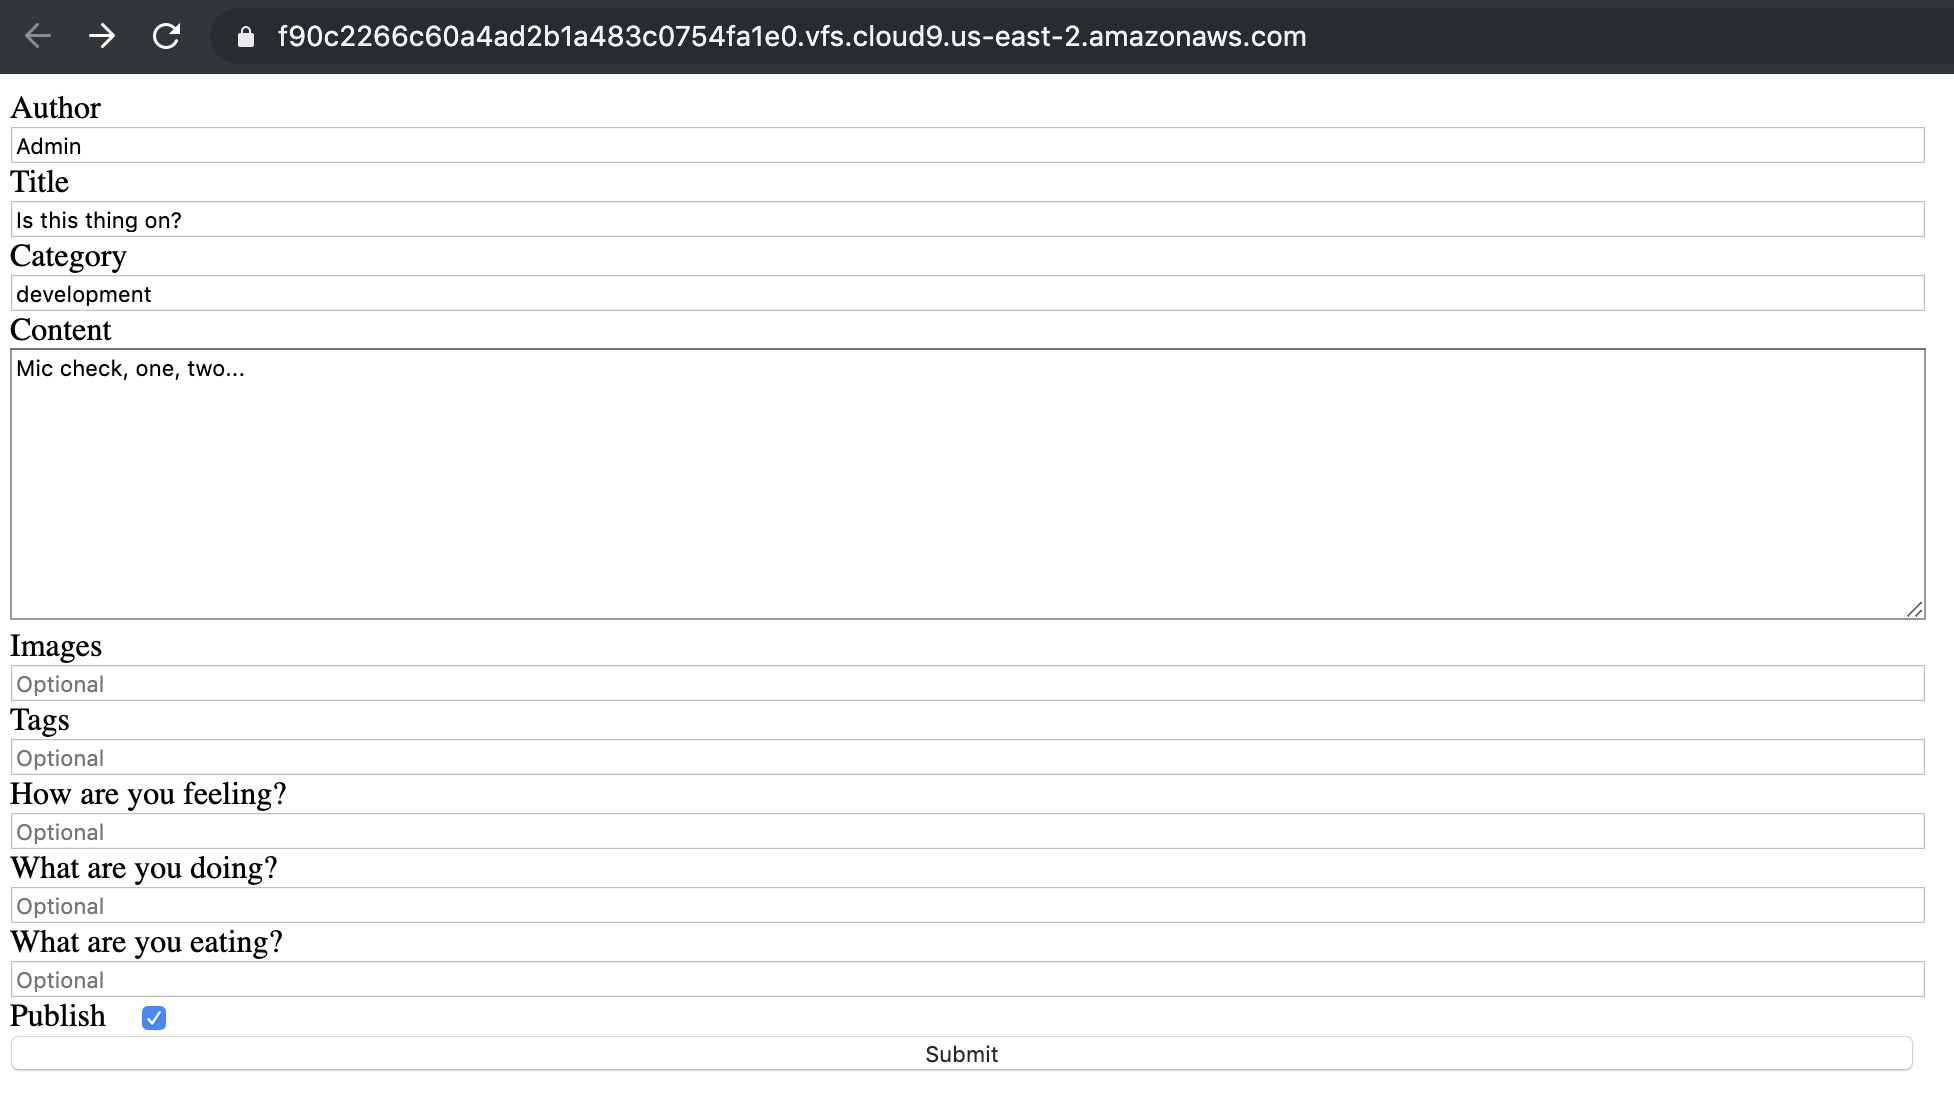 f90c2266c60a4ad2b1a483c0754fa1e0.vfs.cloud9.us-east-2.amazonaws.com
Author
Admin
Title
Is this thing on?
Category
development
Content
Mic check, one, two...
Images
Optional
Tags
Optional
How are you feeling?
Optional
What are you doing?
Optional
What are you eating?
Optional
Publish
Submit